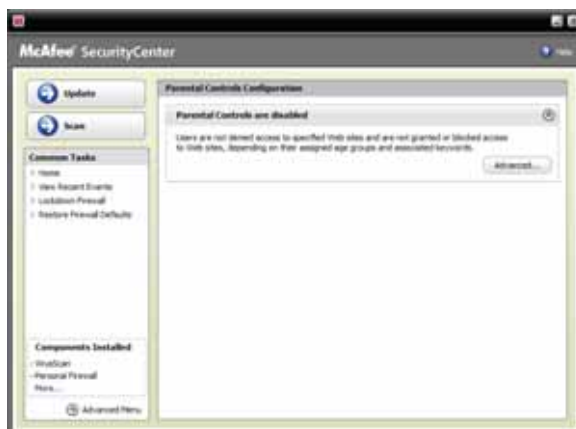 McAfee SecurityCenter
Help
Update
Scan
Common Tasks
Home
View Recent Events
Lockdown Firewall
Restore Firewall Defaults
Components Installed
VirusScan
Personal Firewall
More...
Advanced Menu
Parental Controls Configuration
Parental Controls are disabled
Users are not denied access to specified Web sites and are not granted or blocked access
to Web sites, depending on their assigned age groups and associated keywords.
Advanced...